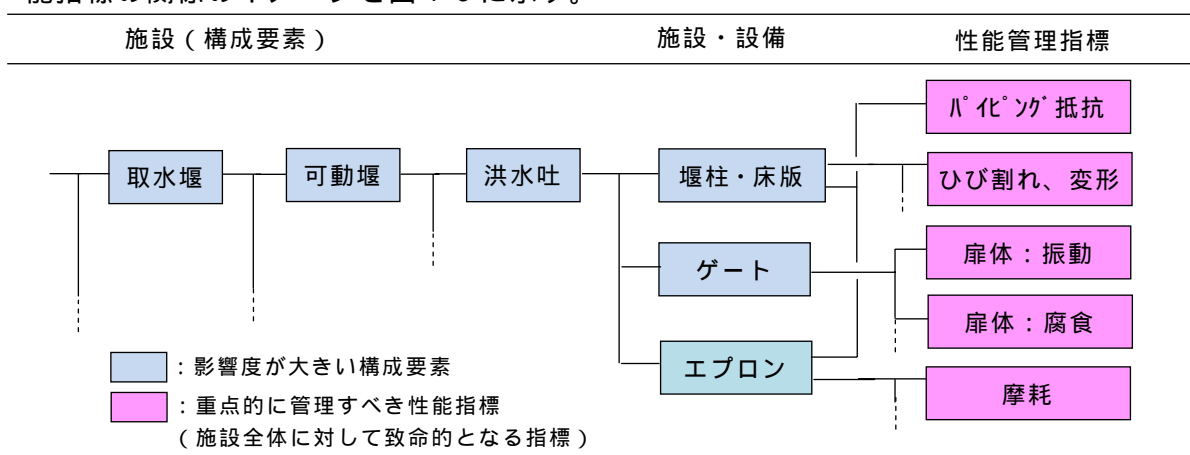 施設（構成要素） 施設・設備 性能管理指標
ﾊﾟｲﾋﾟﾝｸﾞ抵抗
取水堰 可動堰 洪水吐 堰柱・床版 ひび割れ、変形
ゲート 扉体：振動
扉体：腐食
エプロン 摩耗
：影響度が大きい構成要素
：重点的に管理すべき性能指標
（施設全体に対して致命的となる指標）